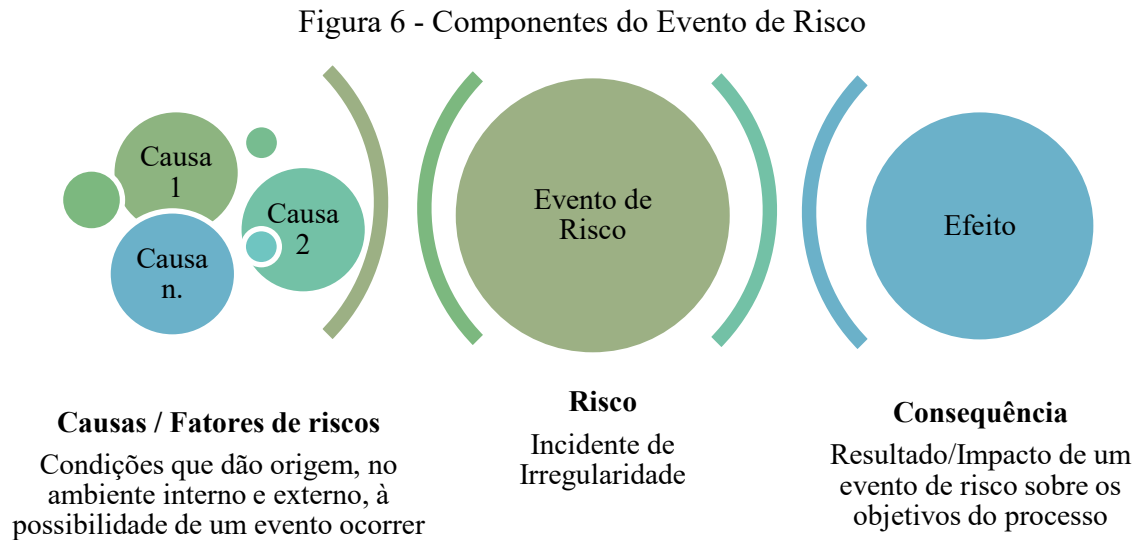 Figura 6 - Componentes do Evento de Risco
Causa
1
Causa
2
Causa
n.
Evento de
Risco
Efeito
Causas / Fatores de riscos
Condições que dão origem, no
ambiente interno e externo, à
possibilidade de um evento ocorrer
Risco
Incidente de
Irregularidade
Consequência
Resultado/Impacto de um
evento de risco sobre os
objetivos do processo